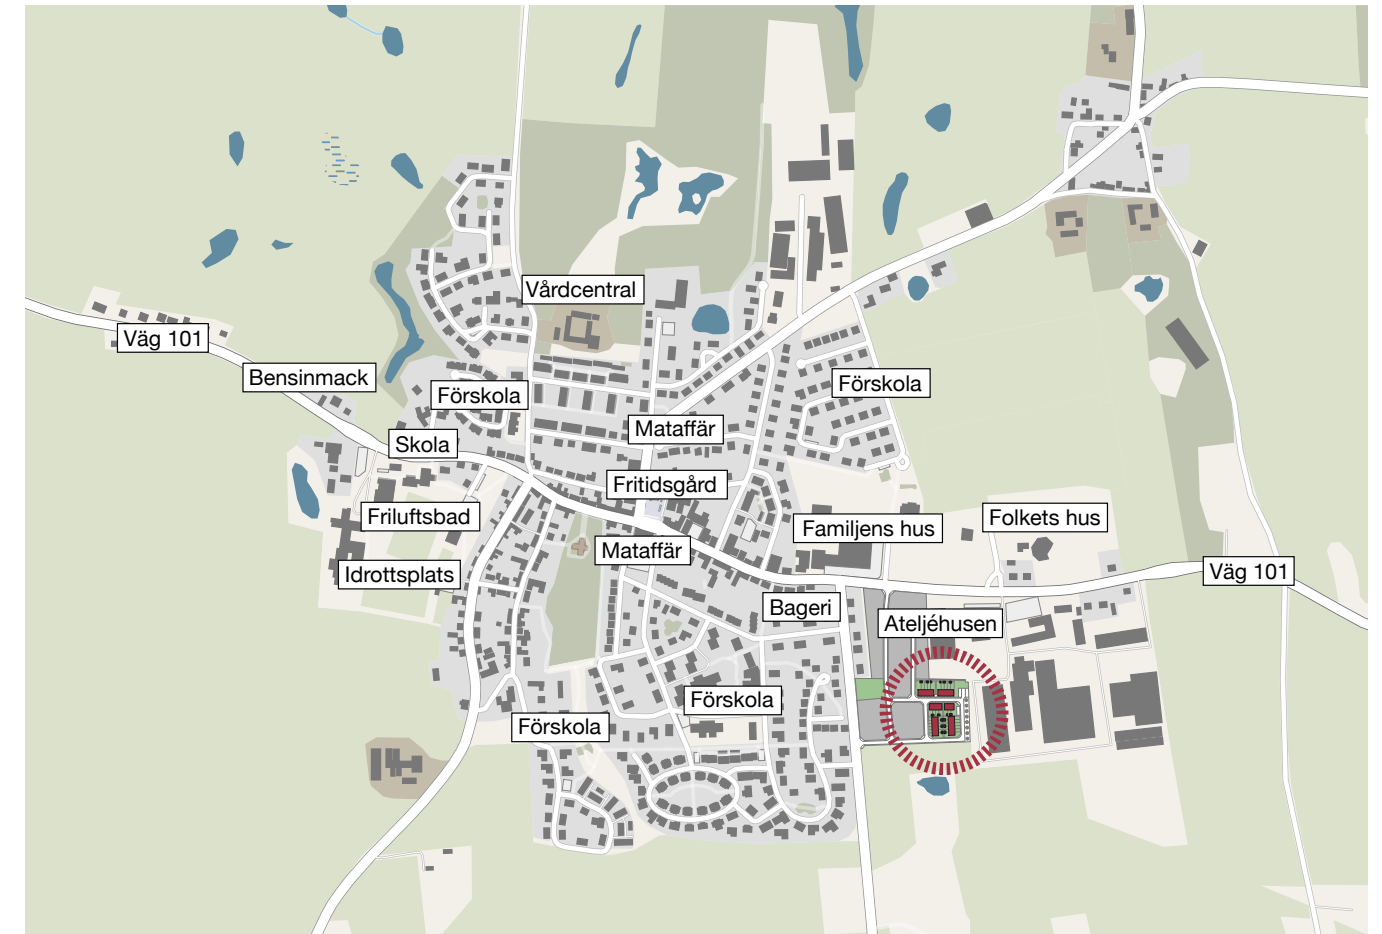 Vårdcentral
Väg 101
Bensinmack
Förskola
Förskola
Mataffär
Skola
Fritidsgård
Friluftsbad
Familjens hus
Folkets hus
Mataffär
Idrottsplats
Väg 101
Bageri
Ateljéhusen
Förskola
Förskola